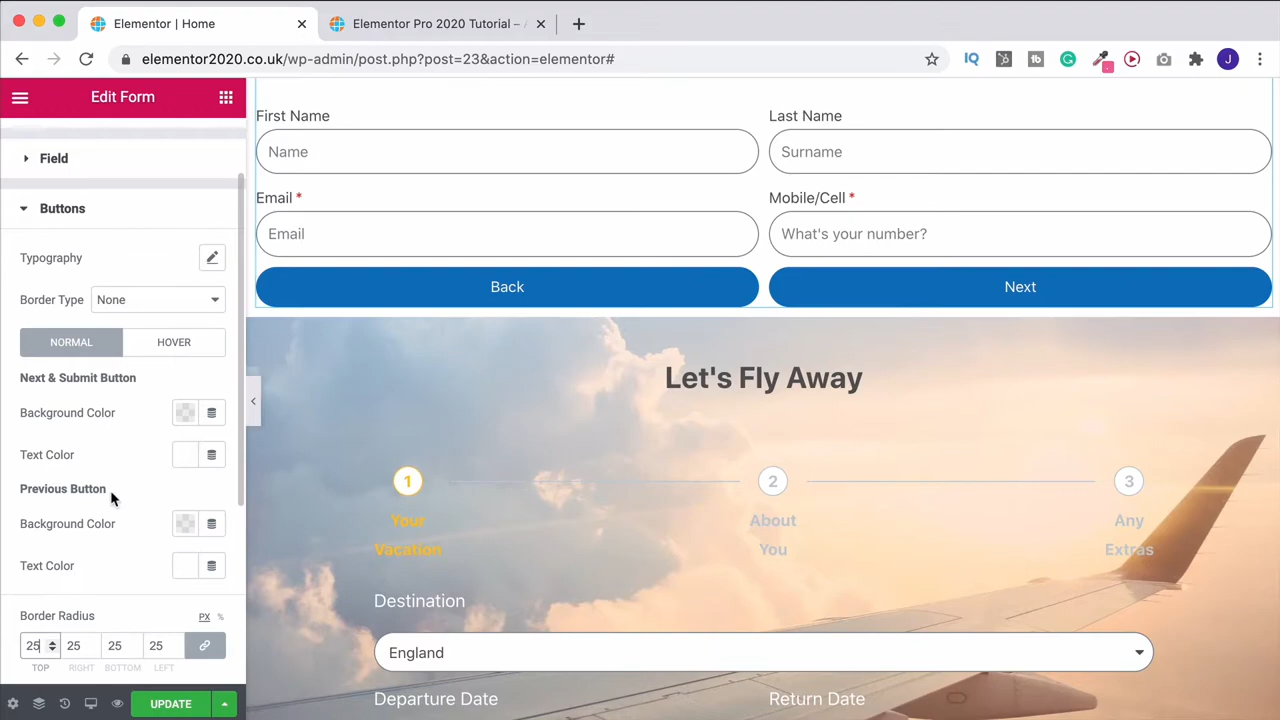 Elementor | Home
Elementor Pro 2020 Tutorial – A
elementor2020.co.uk/wp-admin/post.php?post=23&action=elementor#
IQ
tb
G
J
Edit Form
Field
Buttons
Typography
Border Type
None
NORMAL
HOVER
Next & Submit Button
Background Color
Text Color
Previous Button
Background Color
Text Color
Border Radius
PX %
25 25 25 25
TOP RIGHT BOTTOM LEFT
UPDATE
First Name
Last Name
Name
Surname
Email *
Mobile/Cell *
Email
What's your number?
Back
Next
Let's Fly Away
1
2
3
Your
Vacation
About
You
Any
Extras
Destination
England
Departure Date
Return Date